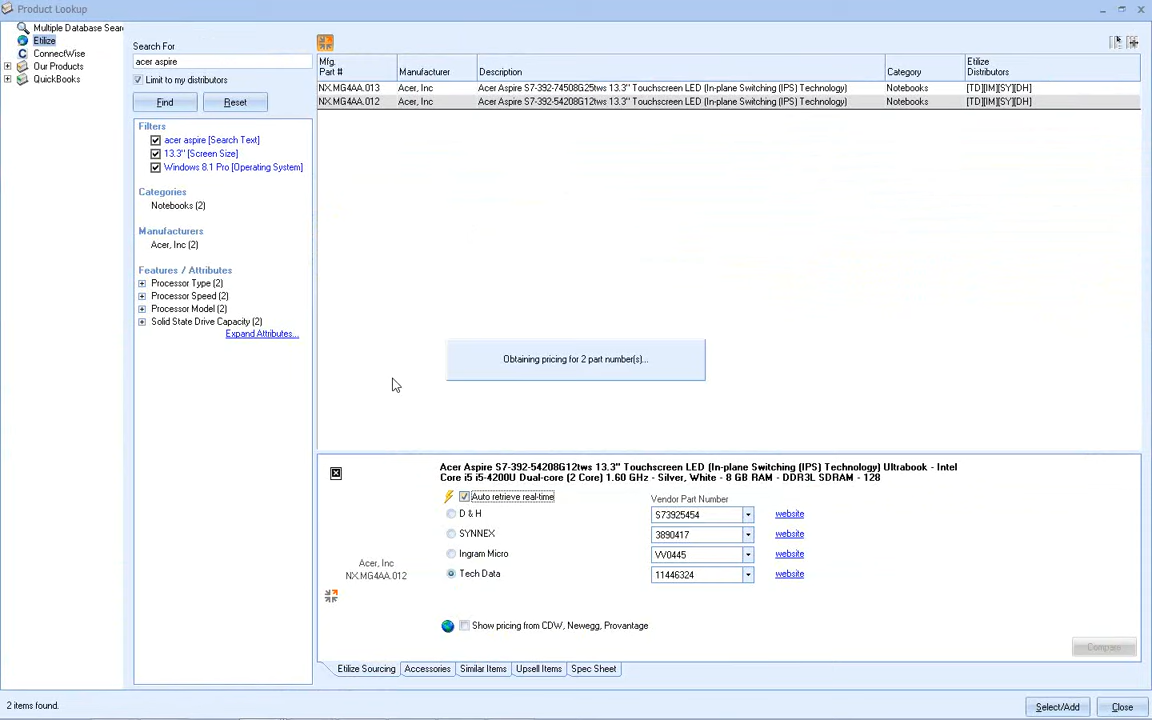 Product Lookup
Multiple Database Sear
Etilize
ConnectWise
Our Products
QuickBooks
Search For
acer aspire
Limit to my distributors
Find
Reset
Filters
acer aspire [Search Text]
13.3" [Screen Size]
Windows 8.1 Pro [Operating System]
Categories
Notebooks (2)
Manufacturers
Acer, Inc (2)
Features / Attributes
Processor Type (2)
Processor Speed (2)
Processor Model (2)
Solid State Drive Capacity (2)
Expand Attributes...
Mfg. Part # Manufacturer Description Category Etilize Distributors
NX.MG4AA.013 Acer, Inc Acer Aspire S7-392-74508G25tws 13.3" Touchscreen LED (In-plane Switching (IPS) Technology) Notebooks [TD][IM][SY][DH]
NX.MG4AA.012 Acer, Inc Acer Aspire S7-392-54208G12tws 13.3" Touchscreen LED (In-plane Switching (IPS) Technology) Notebooks [TD][IM][SY][DH]
Obtaining pricing for 2 part number(s)...
Acer Aspire S7-392-54208G12tws 13.3" Touchscreen LED (In-plane Switching (IPS) Technology) Ultrabook - Intel
Core i5 i5-4200U Dual-core (2 Core) 1.60 GHz - Silver, White - 8 GB RAM - DDR3L SDRAM - 128
Auto retrieve real-time
Vendor Part Number
D & H S73925454 website
SYNNEX 3890417 website
Ingram Micro VV0445 website
Tech Data 11446324 website
Acer, Inc
NX.MG4AA.012
Show pricing from CDW, Newegg, Provantage
Compare
Etilize Sourcing Accessories Similar Items Upsell Items Spec Sheet
2 items found.
Select/Add
Close